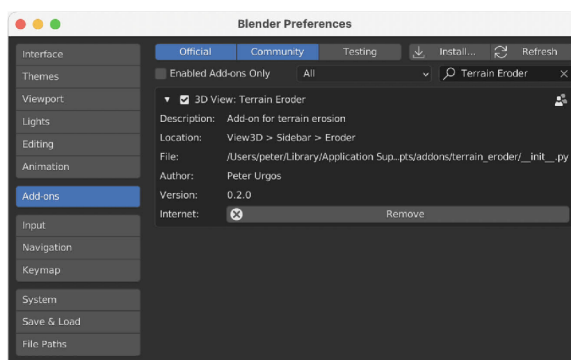 Blender Preferences
Interface
Themes
Viewport
Lights
Editing
Animation
Add-ons
Input
Navigation
Keymap
System
Save & Load
File Paths
Official Community Testing Install... Refresh
Enabled Add-ons Only All Terrain Eroder
3D View: Terrain Eroder
Description: Add-on for terrain erosion
Location: View3D > Sidebar > Eroder
File: /Users/peter/Library/Application Sup...pts/addons/terrain_eroder/__init__.py
Author: Peter Urgos
Version: 0.2.0
Internet: Remove